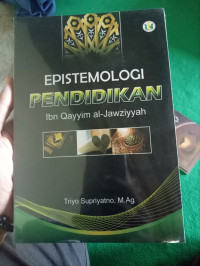 EPISTEMOLOGI
PENDIDIKAN
Ibn Qayyim al-Jawziyyah
Triyo Supriyatno, M.Ag